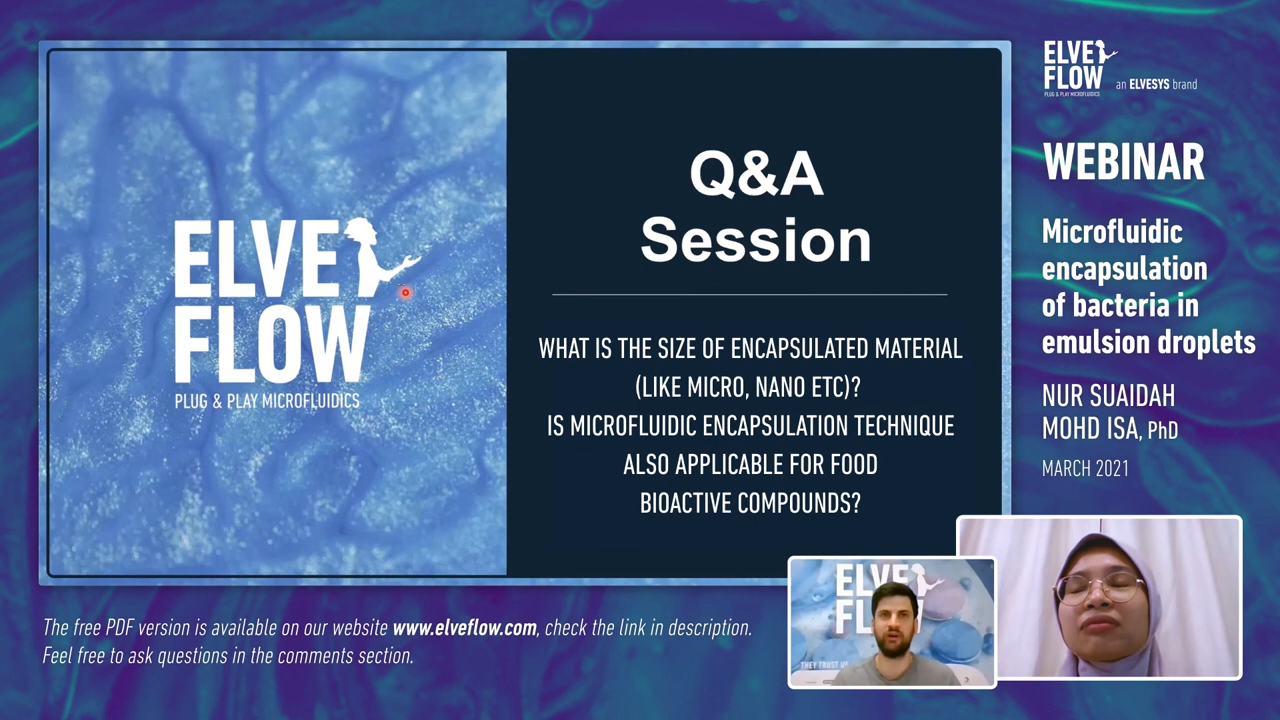 ELVE
FLOW
PLUG & PLAY MICROFLUIDICS
Q&A
Session
WHAT IS THE SIZE OF ENCAPSULATED MATERIAL
(LIKE MICRO, NANO ETC)?
IS MICROFLUIDIC ENCAPSULATION TECHNIQUE
ALSO APPLICABLE FOR FOOD
BIOACTIVE COMPOUNDS?
ELVE
FLOW
PLUG & PLAY MICROFLUIDICS
an ELVESYS brand
WEBINAR
Microfluidic
encapsulation
of bacteria in
emulsion droplets
NUR SUAIDAH
MOHD ISA, PhD
MARCH 2021
The free PDF version is available on our website www.elveflow.com, check the link in description.
Feel free to ask questions in the comments section.
ELVE
FL
THEY TRUST